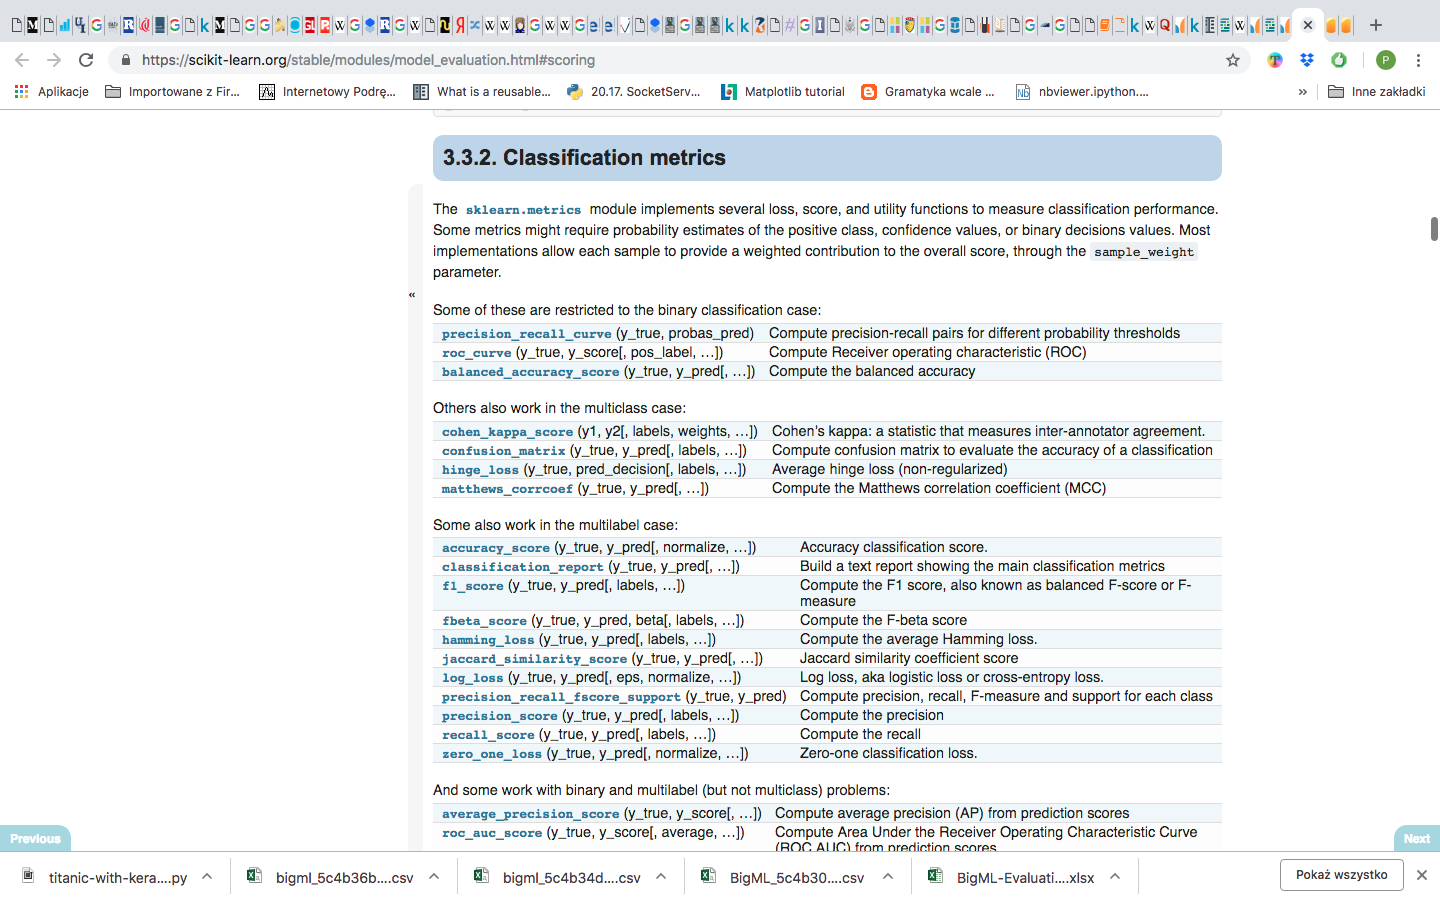 https://scikit-learn.org/stable/modules/model_evaluation.html#scoring
Aplikacje Importowane z Fir... Internetowy Podrę... What is a reusable... 20.17. SocketServ... Matplotlib tutorial Gramatyka wcale ... nbviewer.ipython.... » Inne zakładki
3.3.2. Classification metrics
The sklearn.metrics module implements several loss, score, and utility functions to measure classification performance.
Some metrics might require probability estimates of the positive class, confidence values, or binary decisions values. Most
implementations allow each sample to provide a weighted contribution to the overall score, through the sample_weight
parameter.
«
Some of these are restricted to the binary classification case:
precision_recall_curve (y_true, probas_pred) Compute precision-recall pairs for different probability thresholds
roc_curve (y_true, y_score[, pos_label, ...]) Compute Receiver operating characteristic (ROC)
balanced_accuracy_score (y_true, y_pred[, ...]) Compute the balanced accuracy
Others also work in the multiclass case:
cohen_kappa_score (y1, y2[, labels, weights, ...]) Cohen's kappa: a statistic that measures inter-annotator agreement.
confusion_matrix (y_true, y_pred[, labels, ...]) Compute confusion matrix to evaluate the accuracy of a classification
hinge_loss (y_true, pred_decision[, labels, ...]) Average hinge loss (non-regularized)
matthews_corrcoef (y_true, y_pred[, ...]) Compute the Matthews correlation coefficient (MCC)
Some also work in the multilabel case:
accuracy_score (y_true, y_pred[, normalize, ...]) Accuracy classification score.
classification_report (y_true, y_pred[, ...]) Build a text report showing the main classification metrics
f1_score (y_true, y_pred[, labels, ...]) Compute the F1 score, also known as balanced F-score or F-
measure
fbeta_score (y_true, y_pred, beta[, labels, ...]) Compute the F-beta score
hamming_loss (y_true, y_pred[, labels, ...]) Compute the average Hamming loss.
jaccard_similarity_score (y_true, y_pred[, ...]) Jaccard similarity coefficient score
log_loss (y_true, y_pred[, eps, normalize, ...]) Log loss, aka logistic loss or cross-entropy loss.
precision_recall_fscore_support (y_true, y_pred) Compute precision, recall, F-measure and support for each class
precision_score (y_true, y_pred[, labels, ...]) Compute the precision
recall_score (y_true, y_pred[, labels, ...]) Compute the recall
zero_one_loss (y_true, y_pred[, normalize, ...]) Zero-one classification loss.
And some work with binary and multilabel (but not multiclass) problems:
average_precision_score (y_true, y_score[, ...]) Compute average precision (AP) from prediction scores
roc_auc_score (y_true, y_score[, average, ...]) Compute Area Under the Receiver Operating Characteristic Curve
(ROC AUC) from prediction scores
Previous Next
titanic-with-kera....py bigml_5c4b36b....csv bigml_5c4b34d....csv BigML_5c4b30....csv BigML-Evaluati....xlsx Pokaż wszystko